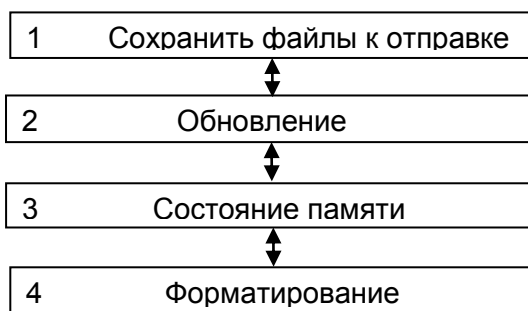 1 Сохранить файлы к отправке
2 Обновление
3 Состояние памяти
4 Форматирование